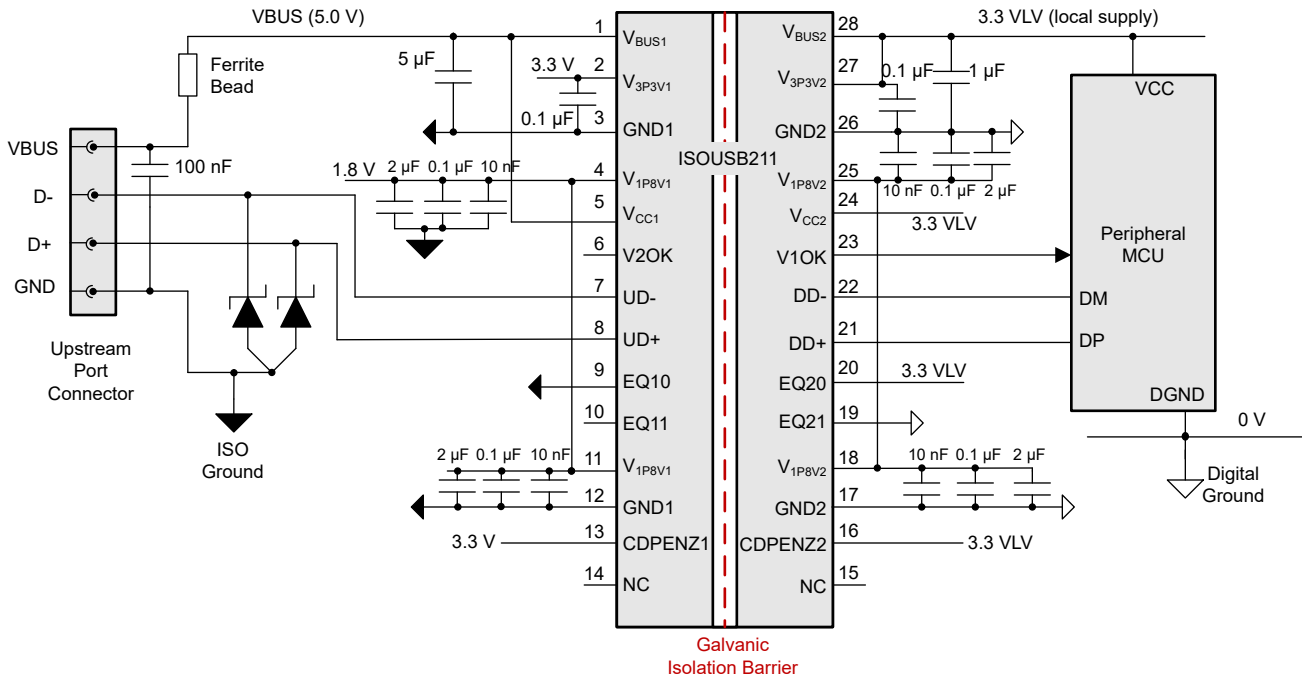 VBUS (5.0 V)
3.3 VLV (local supply)
Ferrite
Bead
5 µF
3.3 V
0.1 µF
VBUS
D-
D+
GND
100 nF
Upstream
Port
Connector
ISO
Ground
1.8 V
2 µF
0.1 µF
10 nF
2 µF
0.1 µF
10 nF
3.3 V
1
2
3
4
5
6
7
8
9
10
11
12
13
14
VBUS1
V3P3V1
GND1
V1P8V1
VCC1
V2OK
UD-
UD+
EQ10
EQ11
V1P8V1
GND1
CDPENZ1
NC
ISOUSB211
VBUS2
V3P3V2
GND2
V1P8V2
VCC2
V1OK
DD-
DD+
EQ20
EQ21
V1P8V2
GND2
CDPENZ2
NC
28
27
26
25
24
23
22
21
20
19
18
17
16
15
0.1 µF
1 µF
10 nF
0.1 µF
2 µF
3.3 VLV
3.3 VLV
10 nF
0.1 µF
2 µF
3.3 VLV
VCC
Peripheral
MCU
DM
DP
DGND
0 V
Digital
Ground
Galvanic
Isolation Barrier